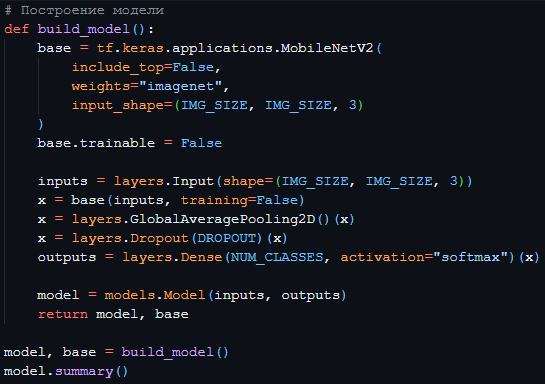 # Построение модели
def build_model():
    base = tf.keras.applications.MobileNetV2(
        include_top=False,
        weights="imagenet",
        input_shape=(IMG_SIZE, IMG_SIZE, 3)
    )
    base.trainable = False

    inputs = layers.Input(shape=(IMG_SIZE, IMG_SIZE, 3))
    x = base(inputs, training=False)
    x = layers.GlobalAveragePooling2D()(x)
    x = layers.Dropout(DROPOUT)(x)
    outputs = layers.Dense(NUM_CLASSES, activation="softmax")(x)

    model = models.Model(inputs, outputs)
    return model, base

model, base = build_model()
model.summary()